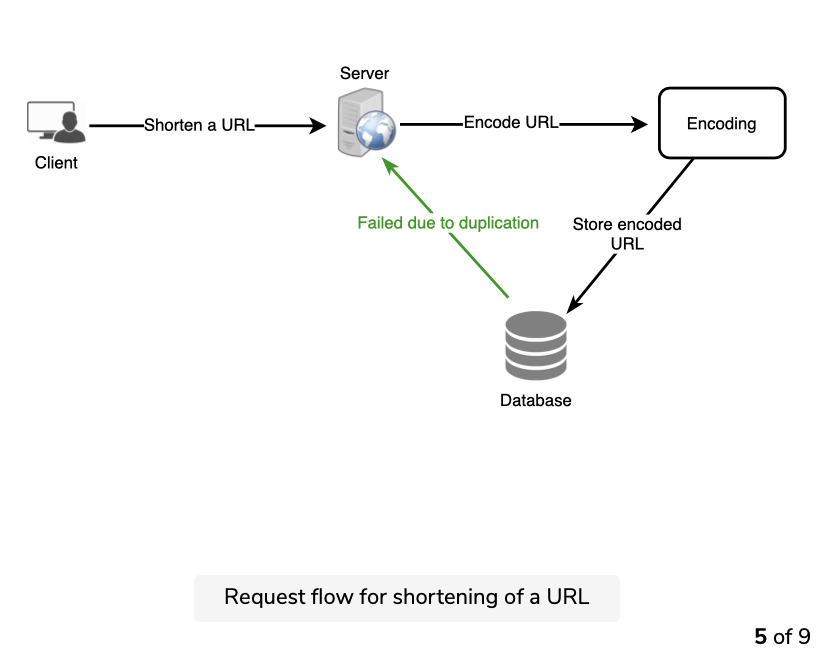 Server
Shorten a URL
Encode URL
Encoding
Client
Failed due to duplication
Store encoded
URL
Database
Request flow for shortening of a URL
5 of 9